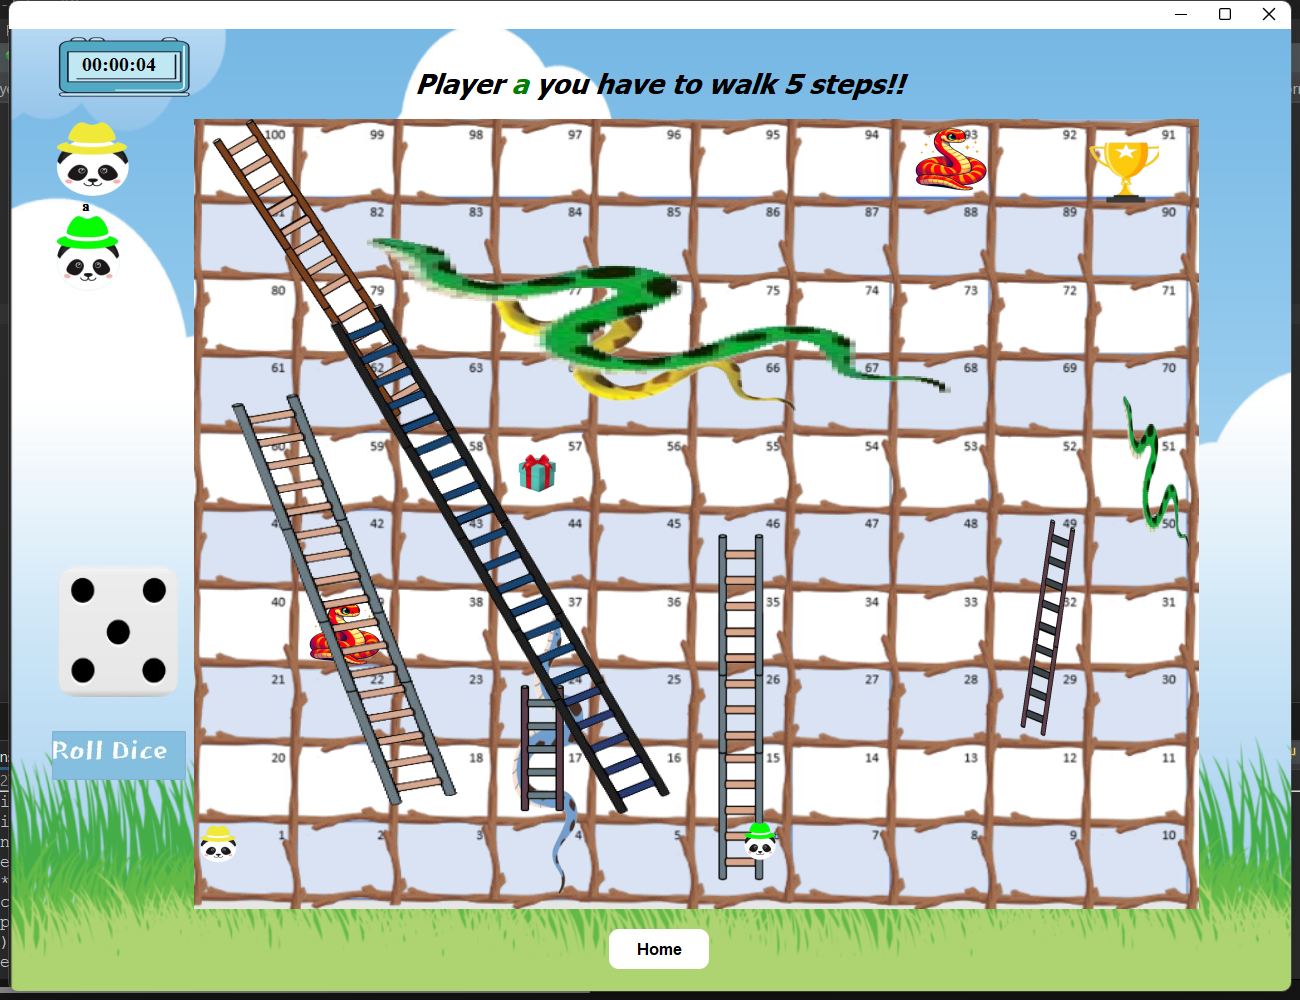 00:00:04
Player a you have to walk 5 steps!!
a
100 99 98 97 96 95 94 93 92 91
82 83 84 85 86 87 88 89 90
80 79 77 75 74 73 72 71
61 62 63 66 67 68 69 70
60 59 58 57 56 55 54 53 52 51
42 43 44 45 46 47 48 49 50
40 38 37 36 35 34 33 32 31
21 22 23 24 25 26 27 28 29 30
20 18 17 16 15 14 13 12 11
1 2 3 4 5 7 8 9 10
Roll Dice
Home